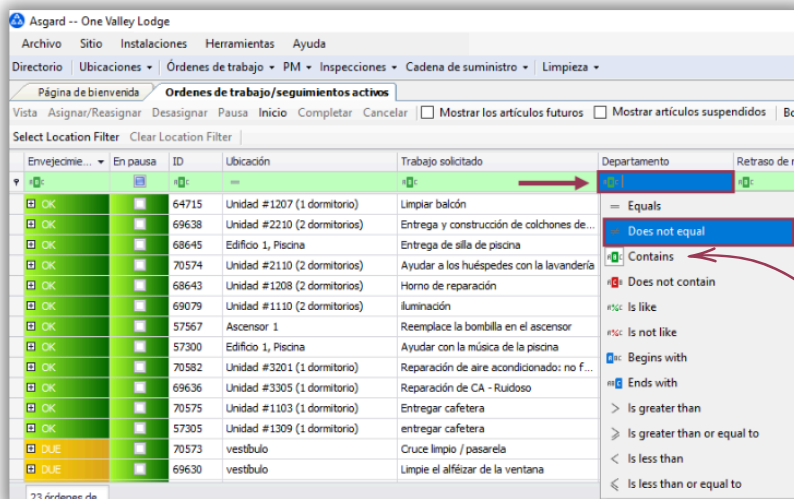 Asgard -- One Valley Lodge
Archivo Sitio Instalaciones Herramientas Ayuda
Directorio Ubicaciones Órdenes de trabajo PM Inspecciones Cadena de suministro Limpieza
Página de bienvenida Ordenes de trabajo/seguimientos activos
Vista Asignar/Reasignar Desasignar Pausa Inicio Completar Cancelar Mostrar los artículos futuros Mostrar artículos suspendidos
Select Location Filter Clear Location Filter
Envejecimie... En pausa ID Ubicación Trabajo solicitado Departamento Retraso de
OK 64715 Unidad #1207 (1 dormitorio) Limpiar balcón
OK 69638 Unidad #2210 (2 dormitorios) Entrega y construcción de colchones de...
OK 68645 Edificio 1, Piscina Entrega de silla de piscina
OK 70574 Unidad #2110 (2 dormitorios) Ayudar a los huéspedes con la lavandería
OK 68643 Unidad #1208 (2 dormitorios) Horno de reparación
OK 69079 Unidad #1110 (2 dormitorios) iluminación
OK 57567 Ascensor 1 Reemplace la bombilla en el ascensor
OK 57300 Edificio 1, Piscina Ayudar con la música de la piscina
OK 70582 Unidad #3201 (1 dormitorio) Reparación de aire acondicionado: no f...
OK 69636 Unidad #3305 (1 dormitorio) Reparación de CA - Ruidoso
OK 70575 Unidad #1103 (1 dormitorio) Entregar cafetera
OK 57305 Unidad #1309 (1 dormitorio) entregar cafetera
DUE 70573 vestíbulo Cruce limpio / pasarela
DUE 69630 vestíbulo Limpie el alféizar de la ventana
23 órdenes de
Equals
Does not equal
Contains
Does not contain
Is like
Is not like
Begins with
Ends with
Is greater than
Is greater than or equal to
Is less than
Is less than or equal to